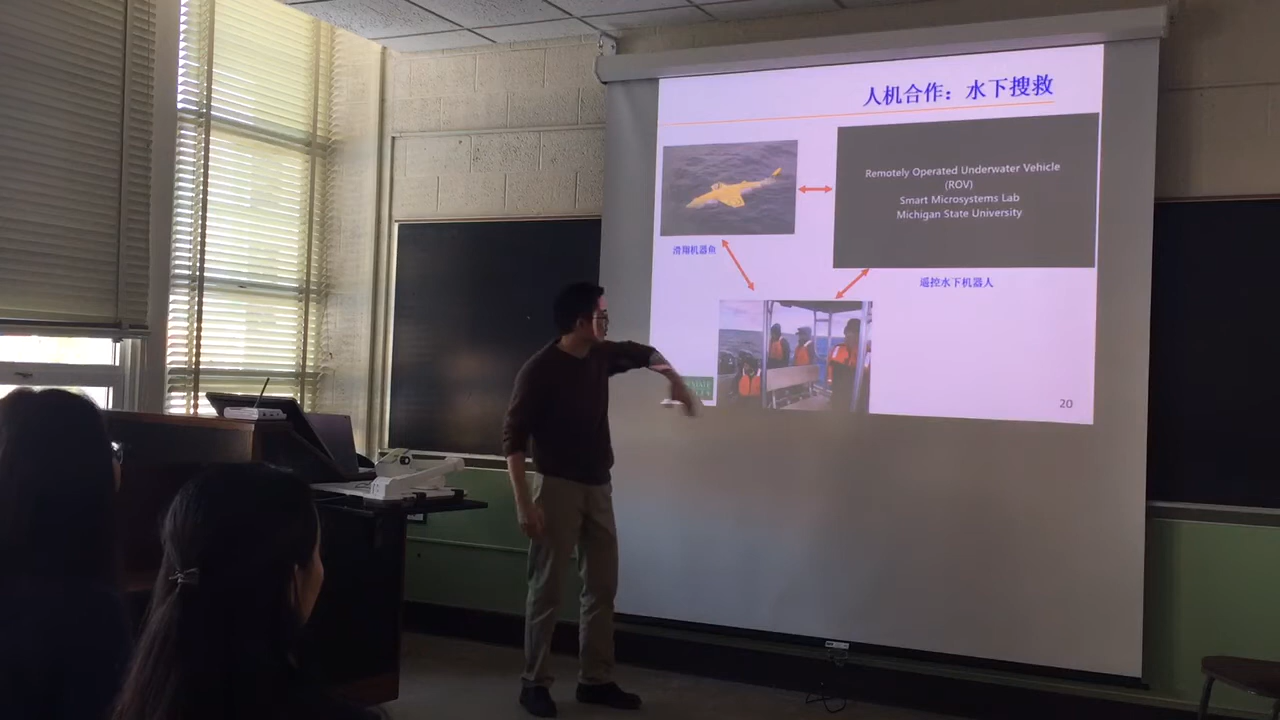 人机合作：水下搜救
Remotely Operated Underwater Vehicle
(ROV)
Smart Microsystems Lab
Michigan State University
滑翔机器鱼
遥控水下机器人
20